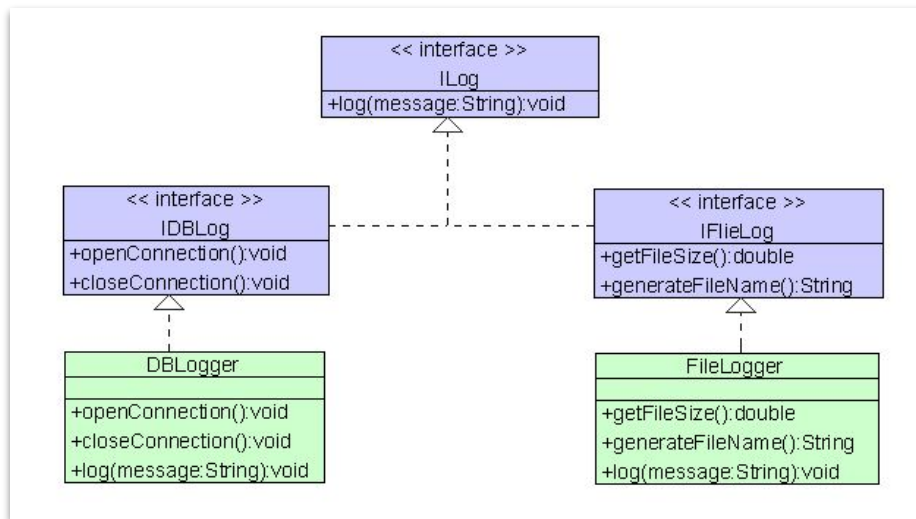 << interface >>
ILog
+log(message:String):void
<< interface >>
IDBLog
+openConnection():void
+closeConnection():void
<< interface >>
IFlieLog
+getFileSize():double
+generateFileName():String
DBLogger
+openConnection():void
+closeConnection():void
+log(message:String):void
FileLogger
+getFileSize():double
+generateFileName():String
+log(message:String):void